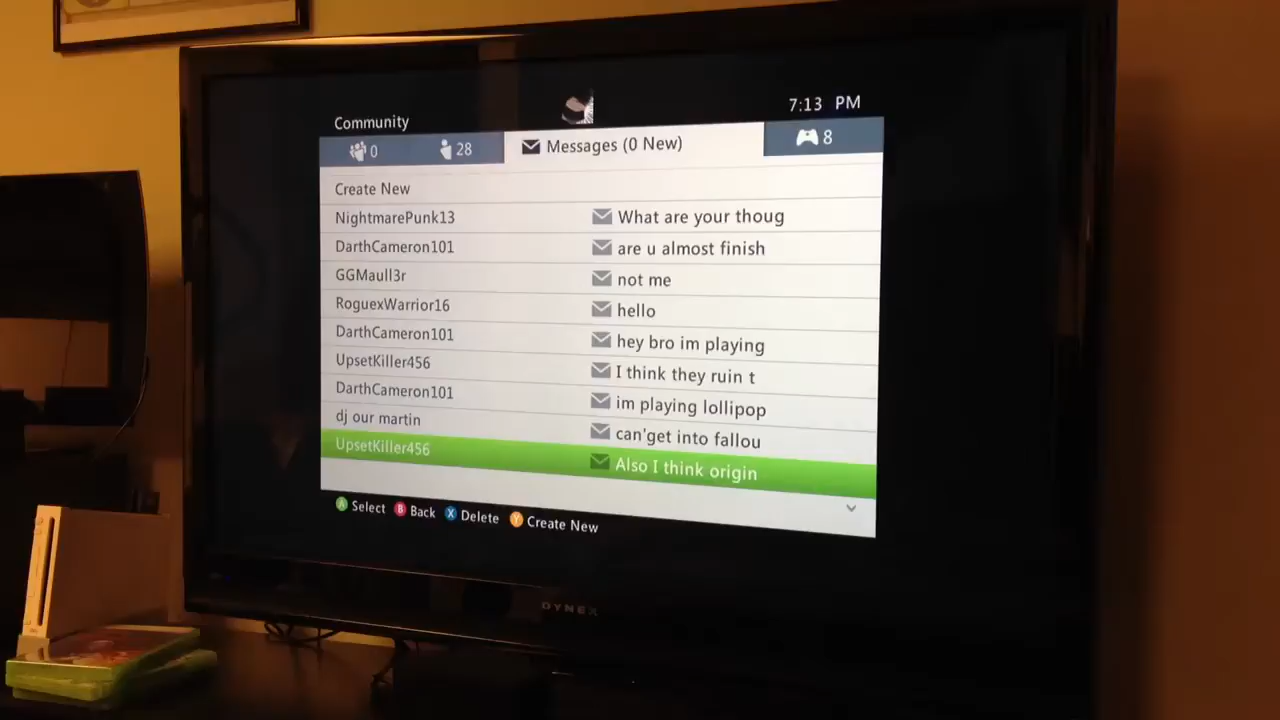 Community
7:13 PM
0
28
Messages (0 New)
8
Create New
NightmarePunk13 What are your thoug
DarthCameron101 are u almost finish
GGMaull3r not me
RoguexWarrior16 hello
DarthCameron101 hey bro im playing
UpsetKiller456 I think they ruin t
DarthCameron101 im playing lollipop
dj our martin can'get into fallou
UpsetKiller456 Also I think origin
A Select B Back X Delete Y Create New
DYNEX